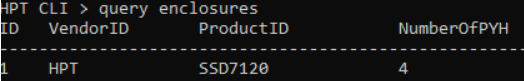 HPT CLI > query enclosures
ID VendorID ProductID NumberOfPYH
-------------------------------------------------------------------------
1 HPT SSD7120 4